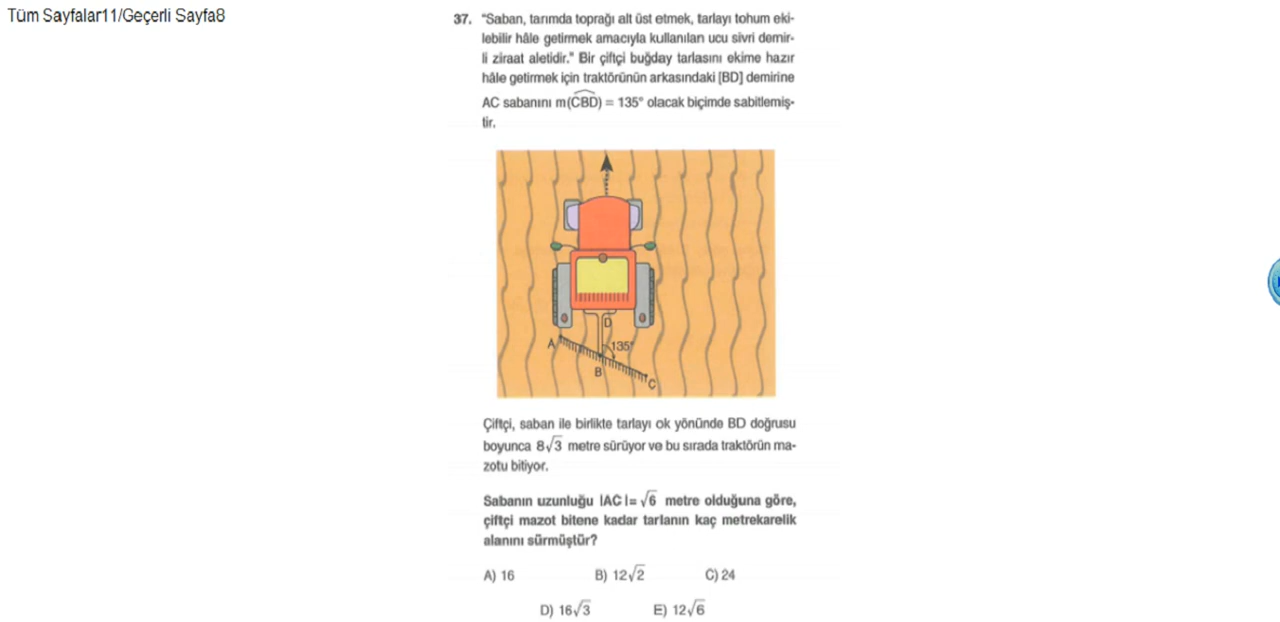 Tüm Sayfalar11/Geçerli Sayfa8
37. "Saban, tarımda toprağı alt üst etmek, tarlayı tohum eki-
lebilir hâle getirmek amacıyla kullanılan ucu sivri demir-
li ziraat aletidir." Bir çiftçi buğday tarlasını ekime hazır
hâle getirmek için traktörünün arkasındaki [BD] demirine
AC sabanını m(CBD) = 135° olacak biçimde sabitlemiş-
tir.
D
A
135°
B
C
Çiftçi, saban ile birlikte tarlayı ok yönünde BD doğrusu
boyunca 8√3 metre sürüyor ve bu sırada traktörün ma-
zotu bitiyor.
Sabanın uzunluğu |AC|= √6 metre olduğuna göre,
çiftçi mazot bitene kadar tarlanın kaç metrekarelik
alanını sürmüştür?
A) 16 B) 12√2 C) 24
D) 16√3 E) 12√6